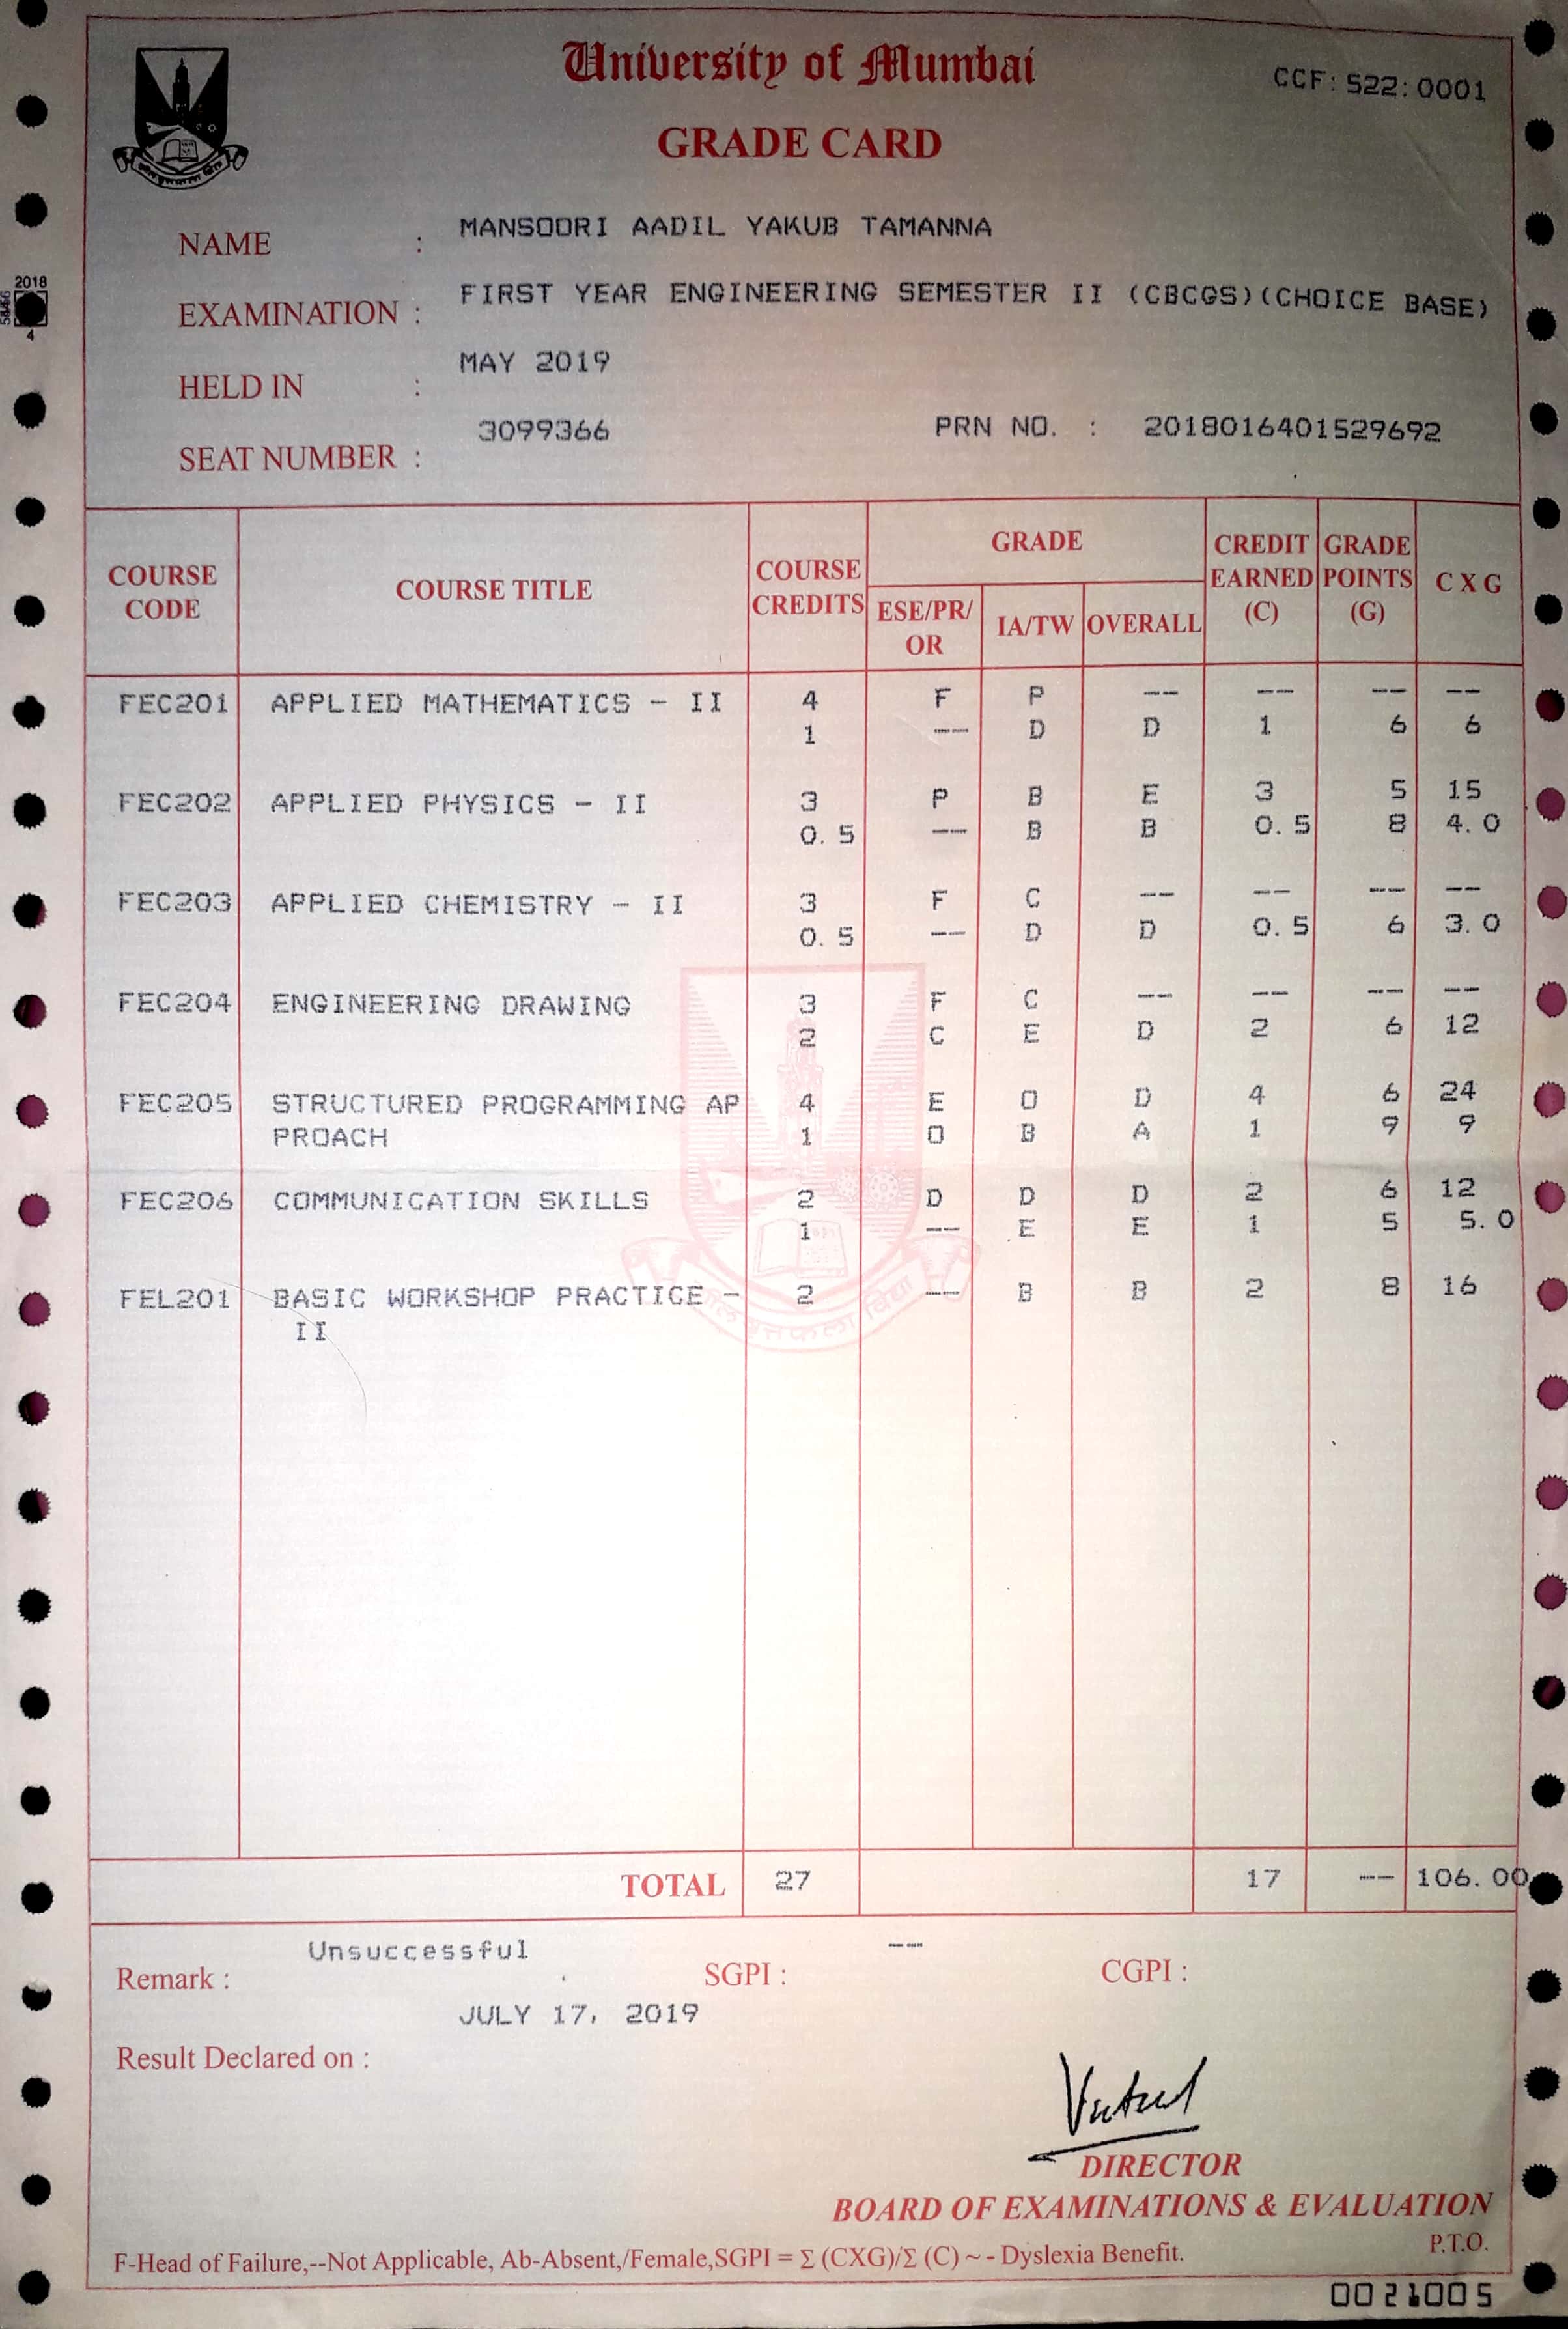 University of Mumbai
CCF: 522: 0001
GRADE CARD
NAME : MANSOORI AADIL YAKUB TAMANNA
EXAMINATION : FIRST YEAR ENGINEERING SEMESTER II (CBCGS)(CHOICE BASE)
HELD IN : MAY 2019
SEAT NUMBER : 3099366 PRN NO. : 2018016401529692
2018
4
COURSE CODE COURSE TITLE COURSE CREDITS GRADE CREDIT EARNED (C) GRADE POINTS (G) C X G
ESE/PR/OR IA/TW OVERALL
FEC201 APPLIED MATHEMATICS - II 4 F P -- -- -- --
1 -- D D 1 6 6
FEC202 APPLIED PHYSICS - II 3 P B E 3 5 15
0.5 -- B B 0.5 8 4.0
FEC203 APPLIED CHEMISTRY - II 3 F C -- -- -- --
0.5 -- D D 0.5 6 3.0
FEC204 ENGINEERING DRAWING 3 F C -- -- -- --
2 C E D 2 6 12
FEC205 STRUCTURED PROGRAMMING AP 4 E O D 4 6 24
PROACH 1 O B A 1 9 9
FEC206 COMMUNICATION SKILLS 2 D D D 2 6 12
1 -- E E 1 5 5.0
FEL201 BASIC WORKSHOP PRACTICE - 2 -- B B 2 8 16
II
TOTAL 27 17 -- 106.00
Remark : Unsuccessful SGPI : -- CGPI :
Result Declared on : JULY 17, 2019
DIRECTOR
BOARD OF EXAMINATIONS & EVALUATION
P.T.O.
F-Head of Failure,--Not Applicable, Ab-Absent,/Female,SGPI = Σ (CXG)/Σ (C) ~ - Dyslexia Benefit.
0021005